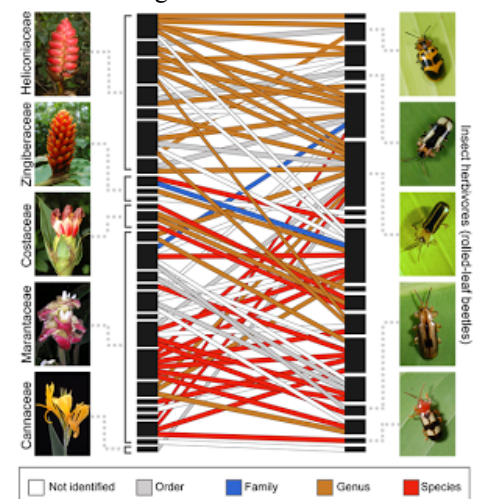 Heliconiaceae
Zingiberaceae
Costaceae
Marantaceae
Cannaceae
Insect herbivores (rolled-leaf beetles)
Not identified
Order
Family
Genus
Species